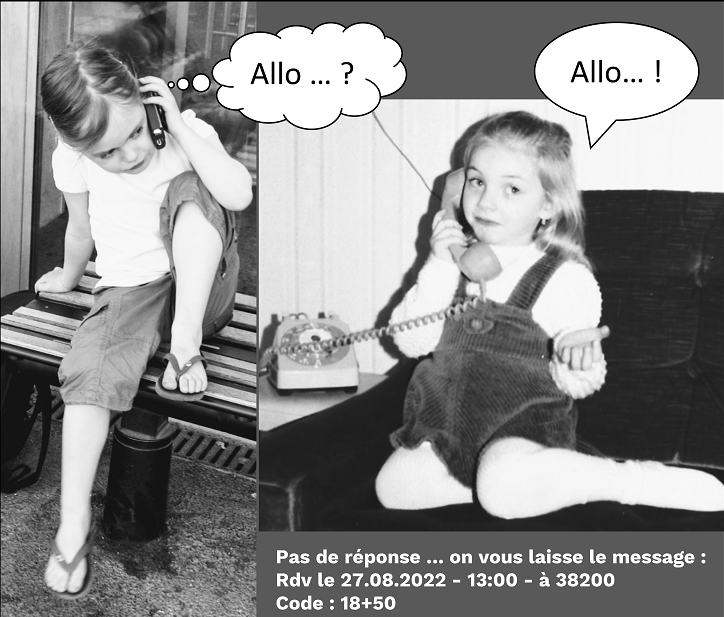 Allo ... ?
Allo... !
Pas de réponse ... on vous laisse le message :
Rdv le 27.08.2022 - 13:00 - à 38200
Code : 18+50